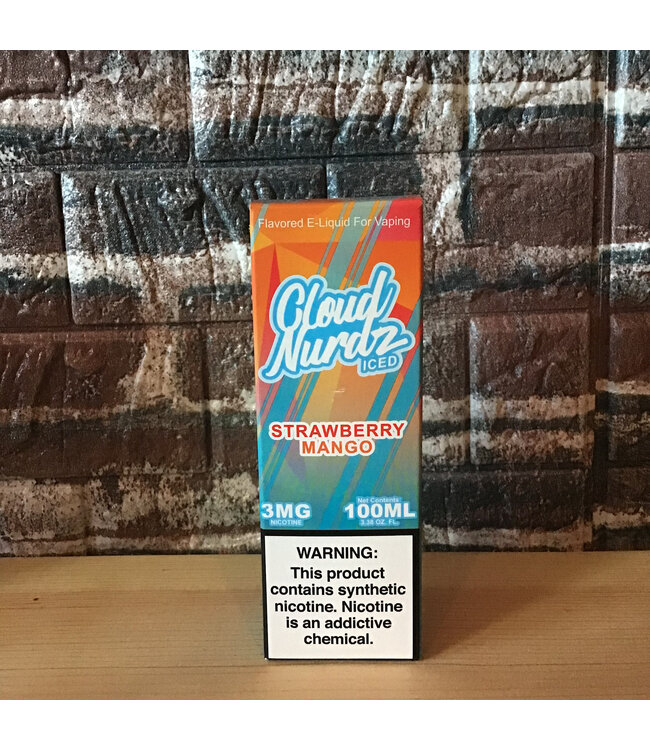 Flavored E-Liquid For Vaping
Cloud
Nurdz
ICED
STRAWBERRY
MANGO
3MG
NICOTINE
Net Contents
100ML
3.38 OZ. FL.
WARNING:
This product
contains synthetic
nicotine. Nicotine
is an addictive
chemical.